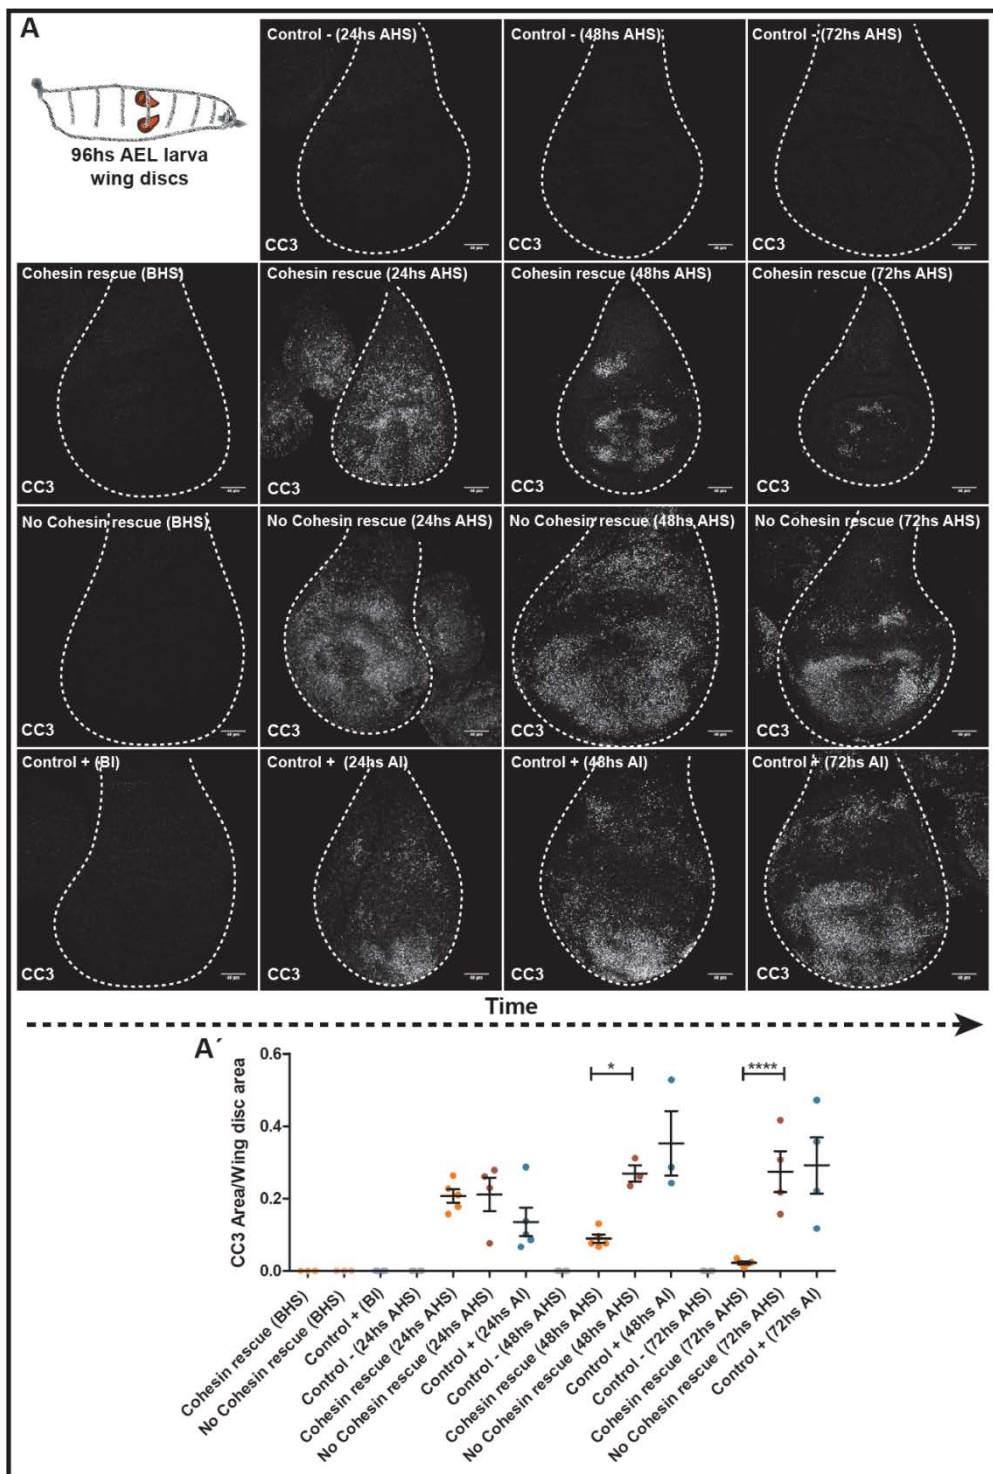 A
Control - (24hs AHS)
Control - (48hs AHS)
Control - (72hs AHS)
96hs AEL larva
wing discs
CC3
CC3
CC3
Cohesin rescue (BHS)
Cohesin rescue (24hs AHS)
Cohesin rescue (48hs AHS)
Cohesin rescue (72hs AHS)
CC3
CC3
CC3
CC3
No Cohesin rescue (BHS)
No Cohesin rescue (24hs AHS)
No Cohesin rescue (48hs AHS)
No Cohesin rescue (72hs AHS)
CC3
CC3
CC3
CC3
Control + (BI)
Control + (24hs AI)
Control + (48hs AI)
Control + (72hs AI)
CC3
CC3
CC3
CC3
Time
A´
CC3 Area/Wing disc area
0.6
0.4
0.2
0.0
*
****
Cohesin rescue (BHS)
No Cohesin rescue (BHS)
Control + (BI)
Control - (24hs AHS)
Cohesin rescue (24hs AHS)
No Cohesin rescue (24hs AHS)
Control + (24hs AI)
Control - (48hs AHS)
Cohesin rescue (48hs AHS)
No Cohesin rescue (48hs AHS)
Control + (48hs AI)
Control - (72hs AHS)
Cohesin rescue (72hs AHS)
No Cohesin rescue (72hs AHS)
Control + (72hs AI)